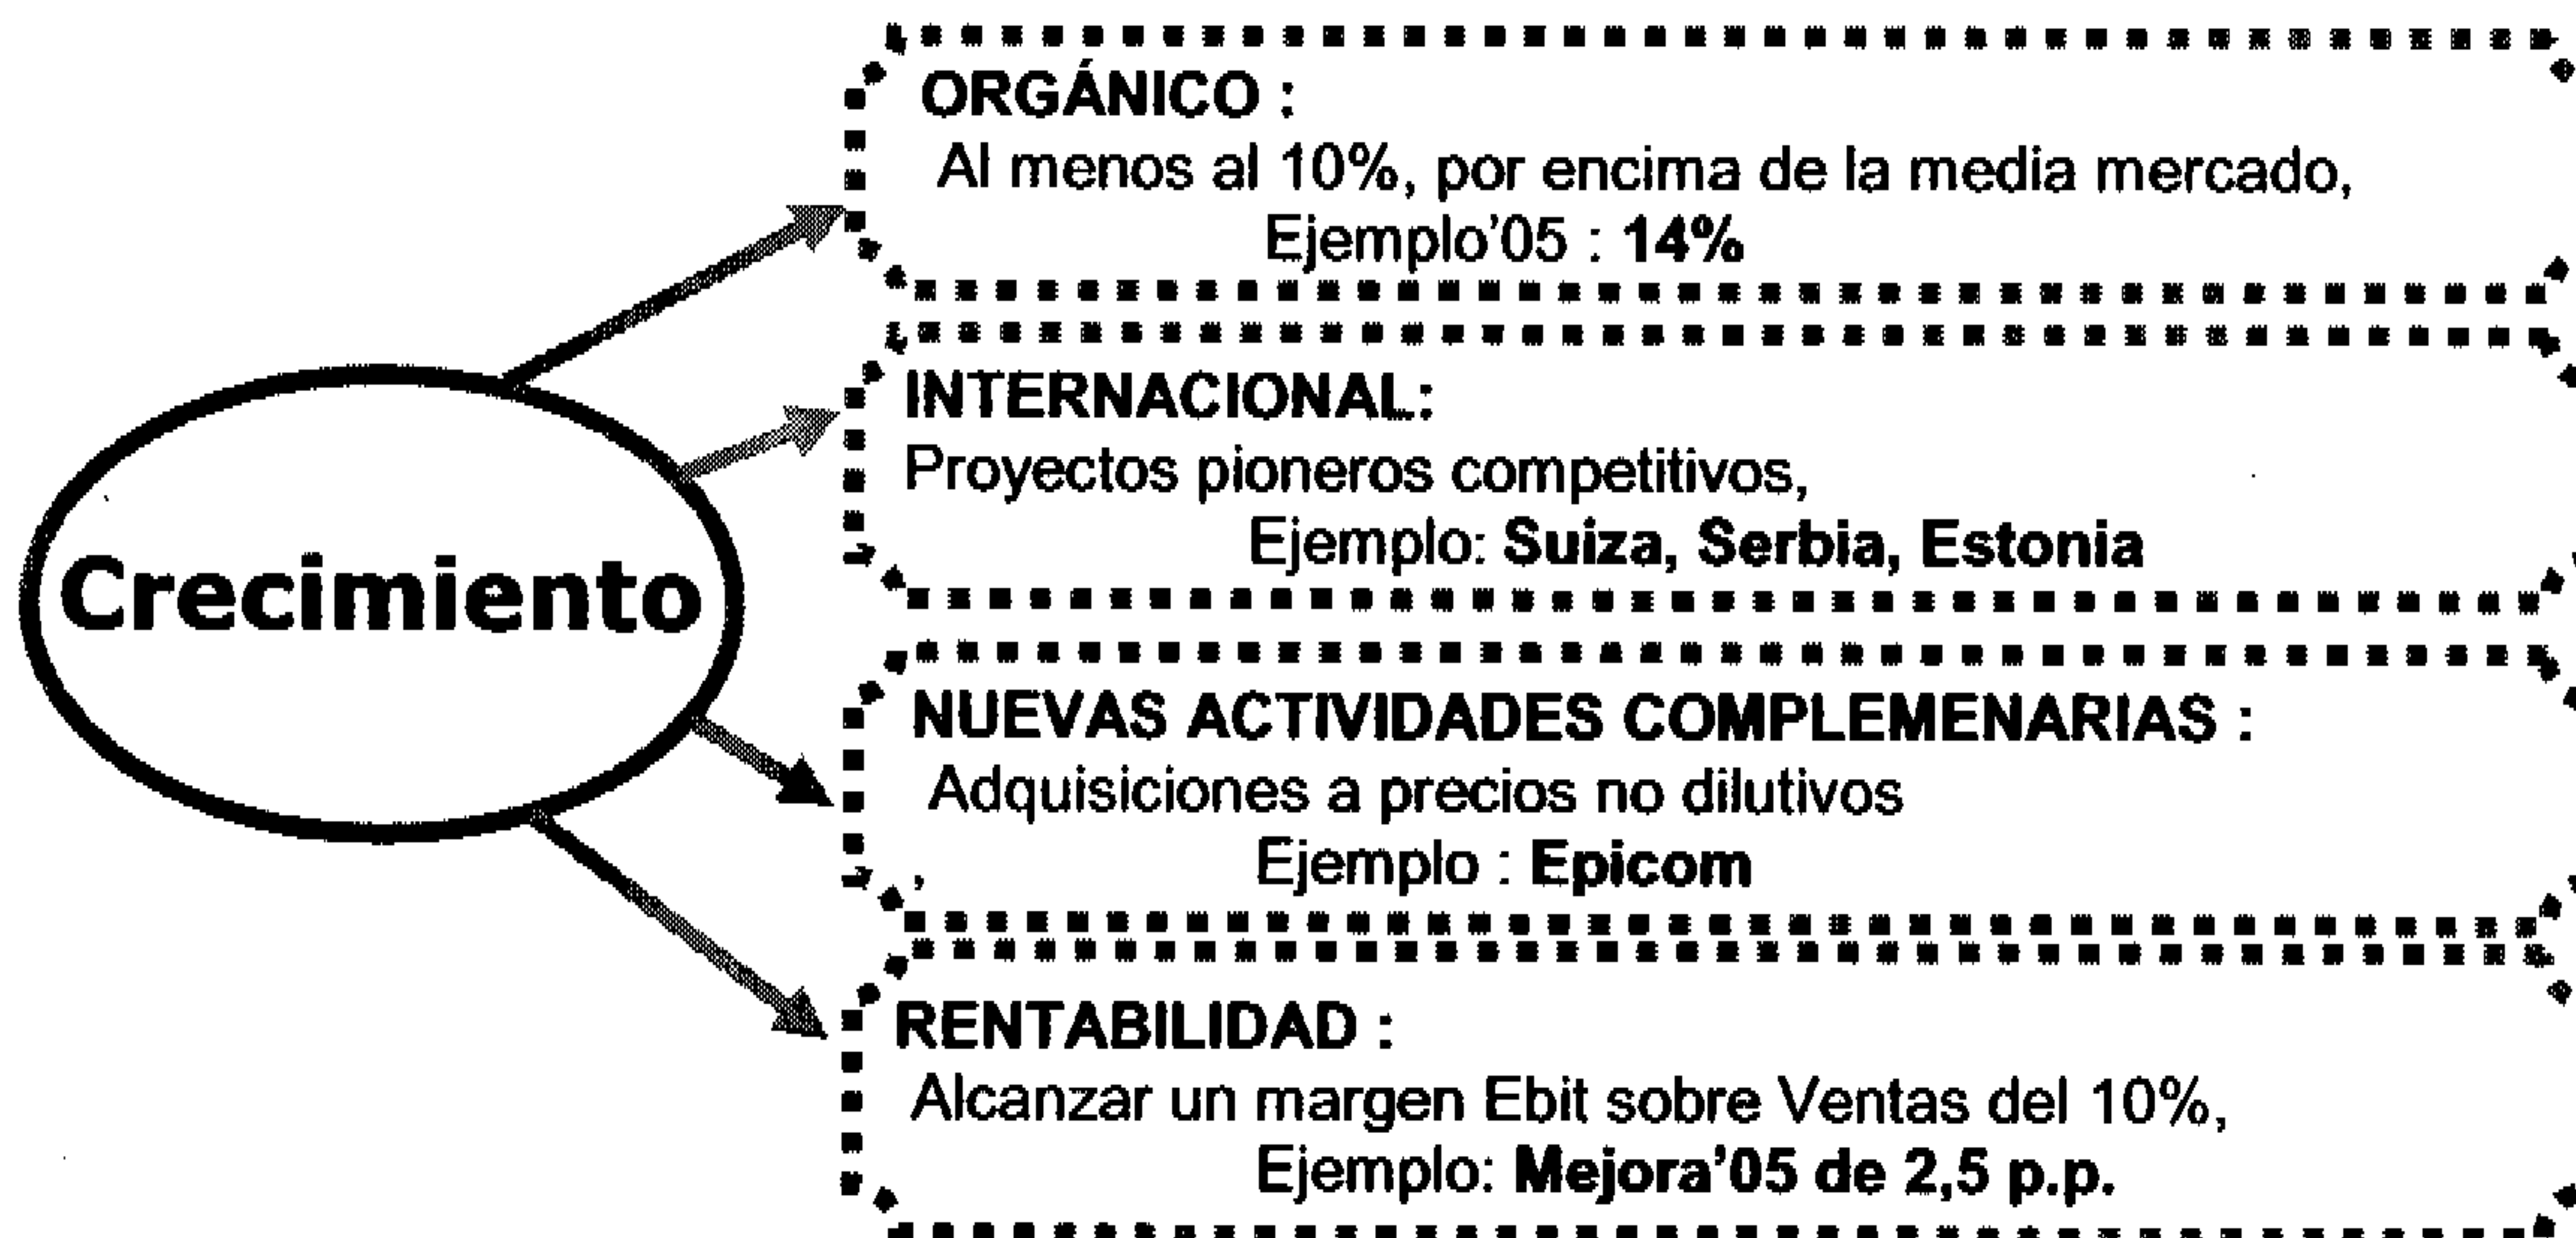 ORGÁNICO :
Al menos al 10%, por encima de la media mercado,
Ejemplo'05 : 14%
INTERNACIONAL:
Proyectos pioneros competitivos,
Ejemplo: Suiza, Serbia, Estonia
Crecimiento
NUEVAS ACTIVIDADES COMPLEMENARIAS :
Adquisiciones a precios no dilutivos
, Ejemplo : Epicom
RENTABILIDAD :
Alcanzar un margen Ebit sobre Ventas del 10%,
Ejemplo: Mejora'05 de 2,5 p.p.